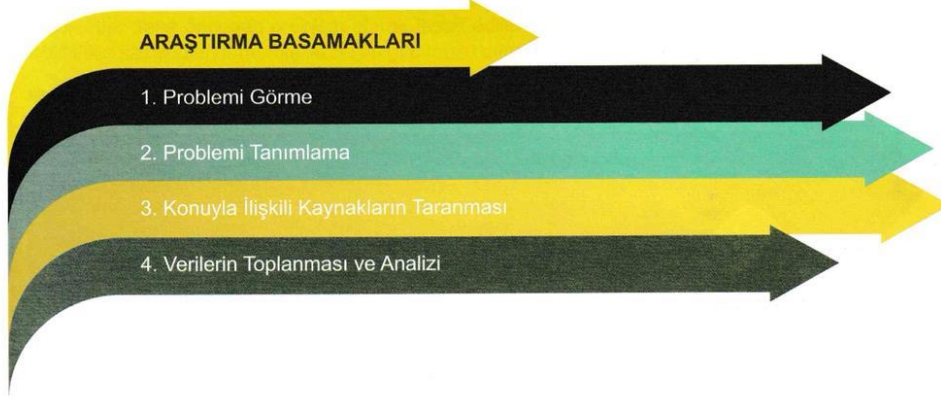 ARAŞTIRMA BASAMAKLARI
1. Problemi Görme
2. Problemi Tanımlama
3. Konuyla İlişkili Kaynakların Taranması
4. Verilerin Toplanması ve Analizi